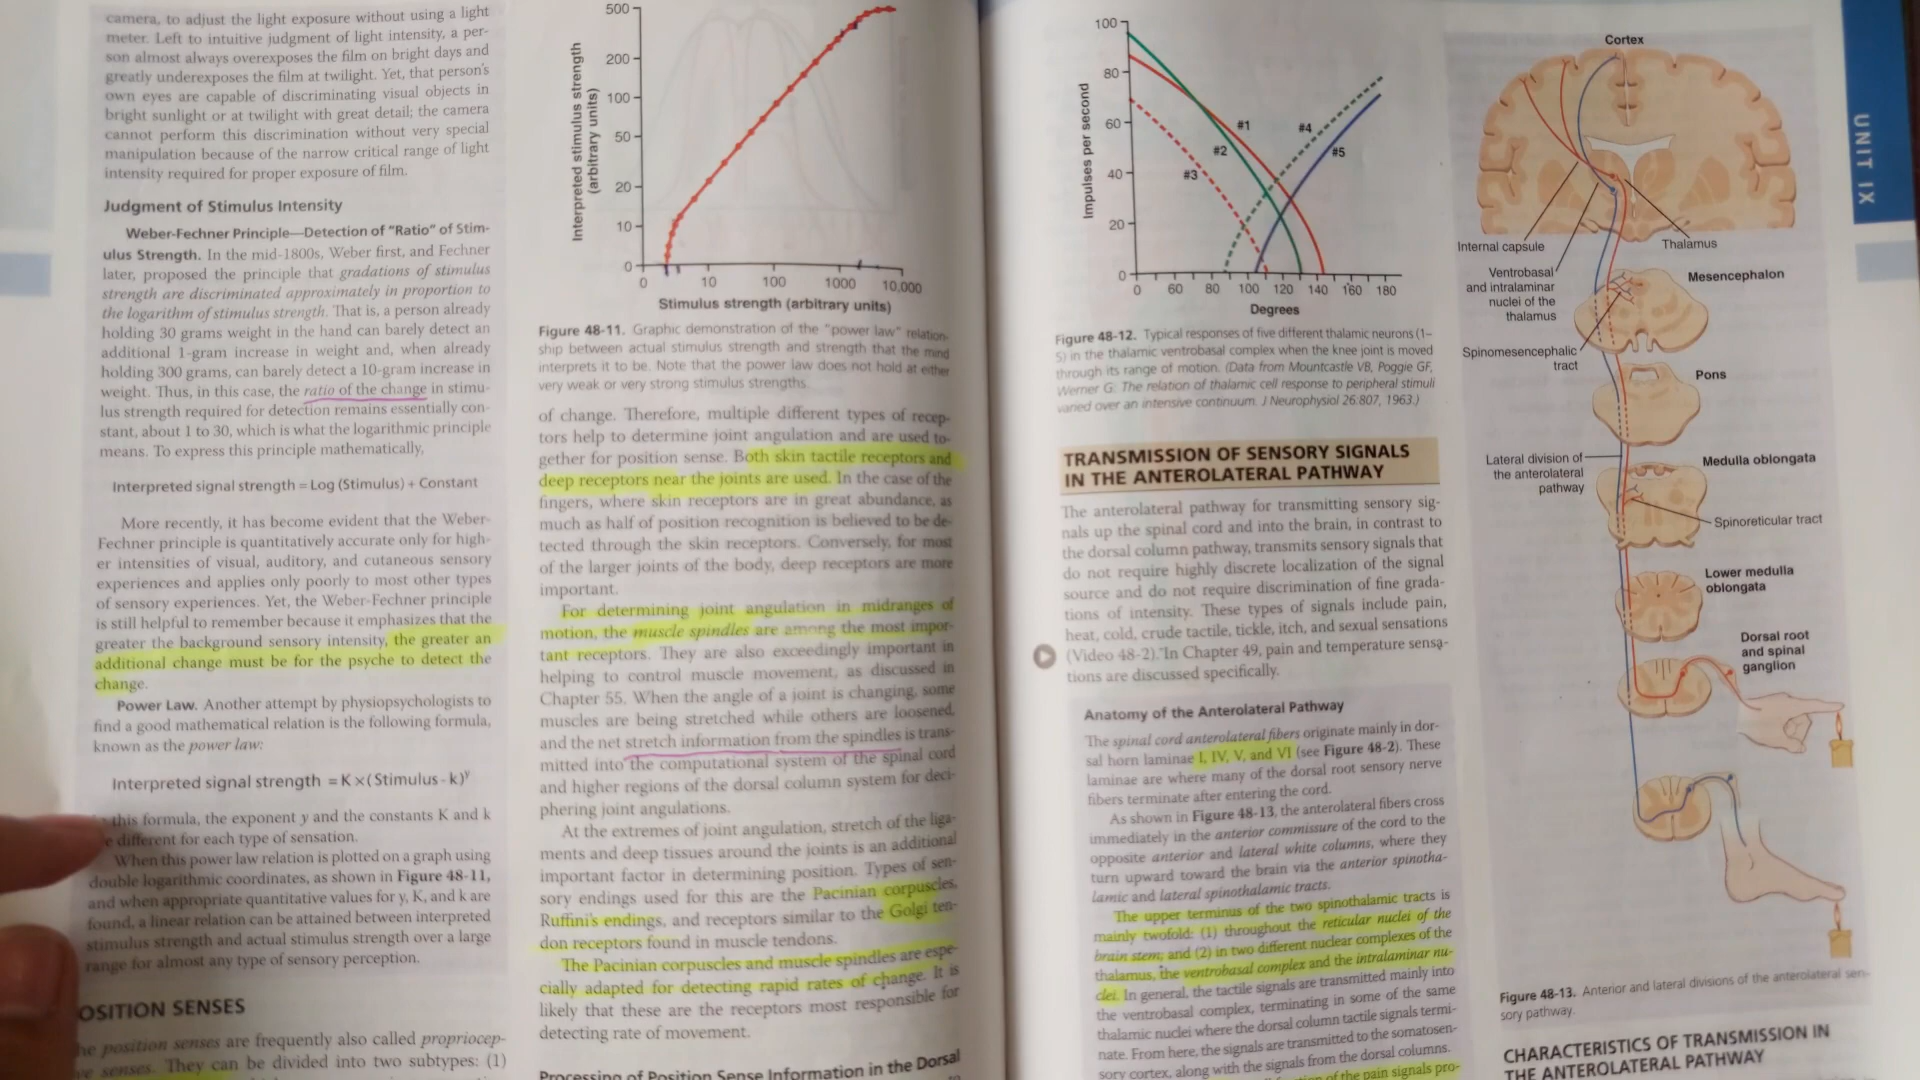 camera, to adjust the light exposure without using a light
meter. Left to intuitive judgment of light intensity, a per-
son almost always overexposes the film on bright days and
greatly underexposes the film at twilight. Yet, that person's
own eyes are capable of discriminating visual objects in
bright sunlight or at twilight with great detail; the camera
cannot perform this discrimination without very special
manipulation because of the narrow critical range of light
intensity required for proper exposure of film.
Judgment of Stimulus Intensity
Weber-Fechner Principle—Detection of "Ratio" of Stim-
ulus Strength. In the mid-1800s, Weber first, and Fechner
later, proposed the principle that gradations of stimulus
strength are discriminated approximately in proportion to
the logarithm of stimulus strength. That is, a person already
holding 30 grams weight in the hand can barely detect an
additional 1-gram increase in weight and, when already
holding 300 grams, can barely detect a 10-gram increase in
weight. Thus, in this case, the ratio of the change in stimu-
lus strength required for detection remains essentially con-
stant, about 1 to 30, which is what the logarithmic principle
means. To express this principle mathematically,
Interpreted signal strength = Log (Stimulus) + Constant
More recently, it has become evident that the Weber-
Fechner principle is quantitatively accurate only for high-
er intensities of visual, auditory, and cutaneous sensory
experiences and applies only poorly to most other types
of sensory experiences. Yet, the Weber-Fechner principle
is still helpful to remember because it emphasizes that the
greater the background sensory intensity, the greater an
additional change must be for the psyche to detect the
change.
Power Law. Another attempt by physiopsychologists to
find a good mathematical relation is the following formula,
known as the power law:
Interpreted signal strength = K × (Stimulus - k)ʸ
this formula, the exponent y and the constants K and k
different for each type of sensation.
When this power law relation is plotted on a graph using
double logarithmic coordinates, as shown in Figure 48-11,
and when appropriate quantitative values for y, K, and k are
found, a linear relation can be attained between interpreted
stimulus strength and actual stimulus strength over a large
range for almost any type of sensory perception.
OSITION SENSES
he position senses are frequently also called propriocep-
ve senses. They can be divided into two subtypes: (1)
Interpreted stimulus strength
(arbitrary units)
500
200
100
50
20
10
0
0 10 100 1000 10,000
Stimulus strength (arbitrary units)
Figure 48-11. Graphic demonstration of the "power law" relation-
ship between actual stimulus strength and strength that the mind
interprets it to be. Note that the power law does not hold at either
very weak or very strong stimulus strengths.
of change. Therefore, multiple different types of recep-
tors help to determine joint angulation and are used to-
gether for position sense. Both skin tactile receptors and
deep receptors near the joints are used. In the case of the
fingers, where skin receptors are in great abundance, as
much as half of position recognition is believed to be de-
tected through the skin receptors. Conversely, for most
of the larger joints of the body, deep receptors are more
important.
For determining joint angulation in midranges of
motion, the muscle spindles are among the most impor-
tant receptors. They are also exceedingly important in
helping to control muscle movement, as discussed in
Chapter 55. When the angle of a joint is changing, some
muscles are being stretched while others are loosened,
and the net stretch information from the spindles is trans-
mitted into the computational system of the spinal cord
and higher regions of the dorsal column system for deci-
phering joint angulations.
At the extremes of joint angulation, stretch of the liga-
ments and deep tissues around the joints is an additional
important factor in determining position. Types of sen-
sory endings used for this are the Pacinian corpuscles,
Ruffini's endings, and receptors similar to the Golgi ten-
don receptors found in muscle tendons.
The Pacinian corpuscles and muscle spindles are espe-
cially adapted for detecting rapid rates of change. It is
likely that these are the receptors most responsible for
detecting rate of movement.
Processing of Position Sense Information in the Dorsal
Impulses per second
100
80
60
40
20
0
#1
#2
#3
#4
#5
0 60 80 100 120 140 160 180
Degrees
Figure 48-12. Typical responses of five different thalamic neurons (1–
5) in the thalamic ventrobasal complex when the knee joint is moved
through its range of motion. (Data from Mountcastle VB, Poggie GF,
Werner G: The relation of thalamic cell response to peripheral stimuli
varied over an intensive continuum. J Neurophysiol 26:807, 1963.)
TRANSMISSION OF SENSORY SIGNALS
IN THE ANTEROLATERAL PATHWAY
The anterolateral pathway for transmitting sensory sig-
nals up the spinal cord and into the brain, in contrast to
the dorsal column pathway, transmits sensory signals that
do not require highly discrete localization of the signal
source and do not require discrimination of fine grada-
tions of intensity. These types of signals include pain,
heat, cold, crude tactile, tickle, itch, and sexual sensations
(Video 48-2). In Chapter 49, pain and temperature sensa-
tions are discussed specifically.
Anatomy of the Anterolateral Pathway
The spinal cord anterolateral fibers originate mainly in dor-
sal horn laminae I, IV, V, and VI (see Figure 48-2). These
laminae are where many of the dorsal root sensory nerve
fibers terminate after entering the cord.
As shown in Figure 48-13, the anterolateral fibers cross
immediately in the anterior commissure of the cord to the
opposite anterior and lateral white columns, where they
turn upward toward the brain via the anterior spinotha-
lamic and lateral spinothalamic tracts.
The upper terminus of the two spinothalamic tracts is
mainly twofold: (1) throughout the reticular nuclei of the
brain stem; and (2) in two different nuclear complexes of the
thalamus, the ventrobasal complex and the intralaminar nu-
clei. In general, the tactile signals are transmitted mainly into
the ventrobasal complex, terminating in some of the same
thalamic nuclei where the dorsal column tactile signals termi-
nate. From here, the signals are transmitted to the somatosen-
sory cortex, along with the signals from the dorsal columns.
of the pain signals pro-
Cortex
Internal capsule
Thalamus
Ventrobasal
and intralaminar
nuclei of the
thalamus
Mesencephalon
Spinomesencephalic
tract
Pons
Lateral division of
the anterolateral
pathway
Medulla oblongata
Spinoreticular tract
Lower medulla
oblongata
Dorsal root
and spinal
ganglion
Figure 48-13. Anterior and lateral divisions of the anterolateral sen-
sory pathway.
CHARACTERISTICS OF TRANSMISSION IN
THE ANTEROLATERAL PATHWAY
UNIT IX